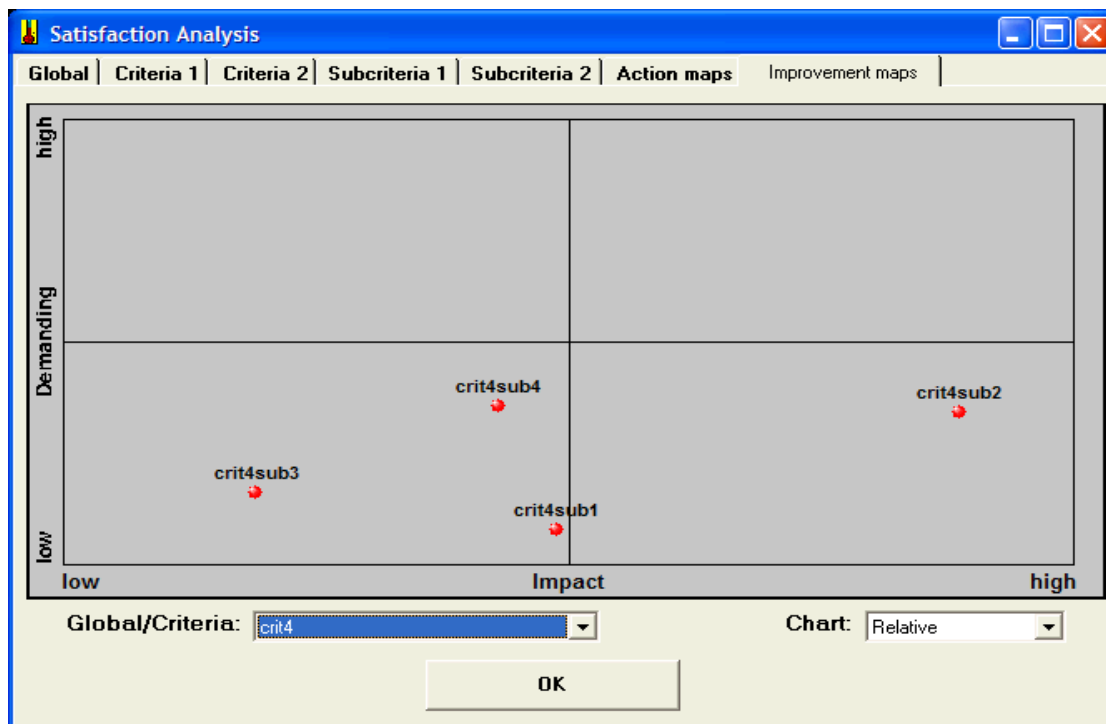 Satisfaction Analysis
Global Criteria 1 Criteria 2 Subcriteria 1 Subcriteria 2 Action maps Improvement maps
high
Demanding
low
crit4sub4
crit4sub2
crit4sub3
crit4sub1
low Impact high
Global/Criteria: crit4 Chart: Relative
OK